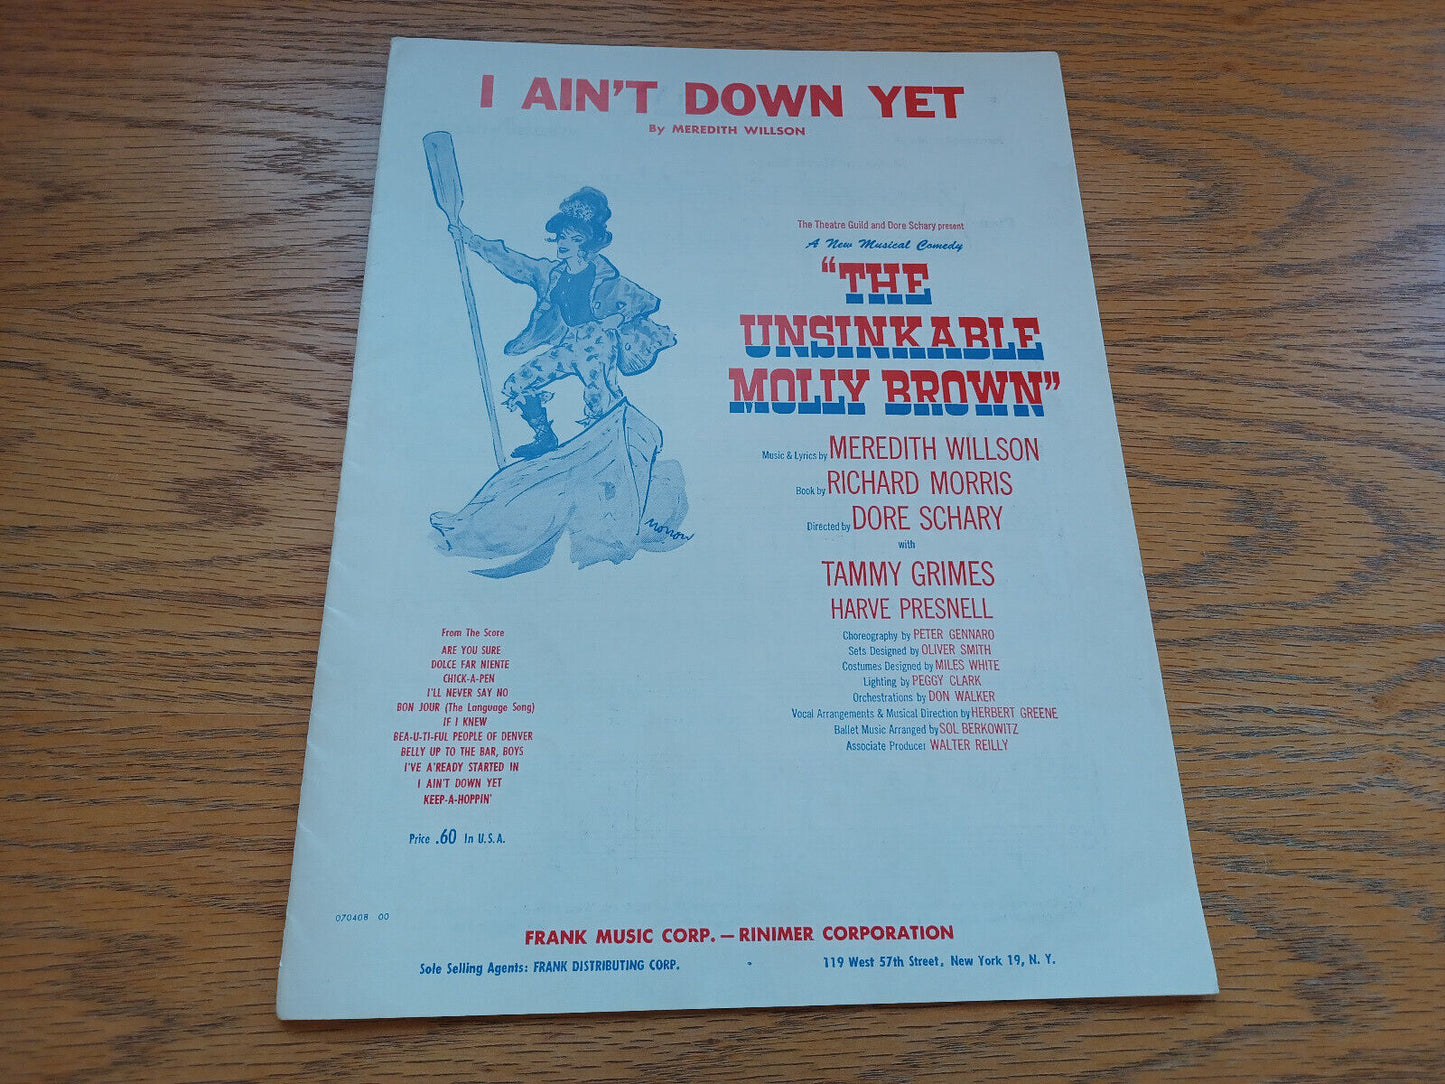 I AIN'T DOWN YET
By MEREDITH WILLSON
The Theatre Guild and Dore Schary present
A New Musical Comedy
"THE
UNSINKABLE
MOLLY BROWN"
Music & Lyrics by MEREDITH WILLSON
Book by RICHARD MORRIS
Directed by DORE SCHARY
with
TAMMY GRIMES
HARVE PRESNELL
Choreography by PETER GENNARO
Sets Designed by OLIVER SMITH
Costumes Designed by MILES WHITE
Lighting by PEGGY CLARK
Orchestrations by DON WALKER
Vocal Arrangements & Musical Direction by HERBERT GREENE
Ballet Music Arranged by SOL BERKOWITZ
Associate Producer WALTER REILLY
Morrow
From The Score
ARE YOU SURE
DOLCE FAR NIENTE
CHICK-A-PEN
I'LL NEVER SAY NO
BON JOUR (The Language Song)
IF I KNEW
BEA-U-TI-FUL PEOPLE OF DENVER
BELLY UP TO THE BAR, BOYS
I'VE A'READY STARTED IN
I AIN'T DOWN YET
KEEP-A-HOPPIN'
Price .60 In U.S.A.
070408 00
FRANK MUSIC CORP. — RINIMER CORPORATION
Sole Selling Agents: FRANK DISTRIBUTING CORP. • 119 West 57th Street, New York 19, N. Y.